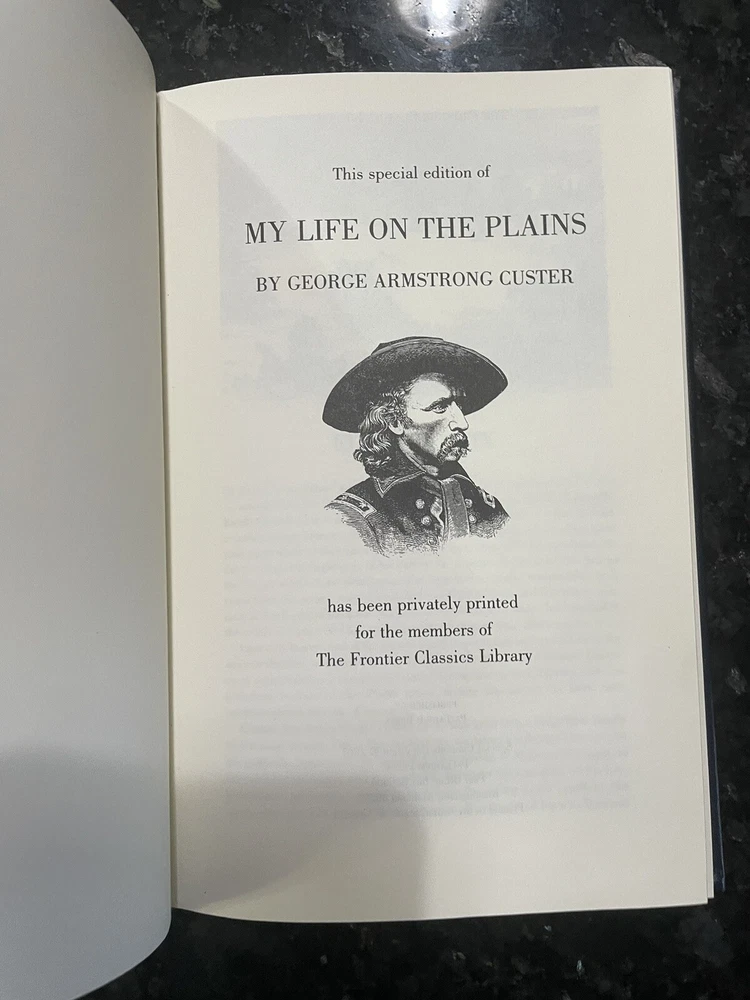 This special edition of
MY LIFE ON THE PLAINS
BY GEORGE ARMSTRONG CUSTER
has been privately printed
for the members of
The Frontier Classics Library